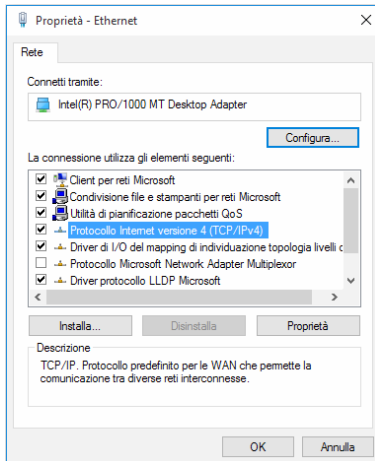 Proprietà - Ethernet
Rete
Connetti tramite:
Intel(R) PRO/1000 MT Desktop Adapter
Configura...
La connessione utilizza gli elementi seguenti:
Client per reti Microsoft
Condivisione file e stampanti per reti Microsoft
Utilità di pianificazione pacchetti QoS
Protocollo Internet versione 4 (TCP/IPv4)
Driver di I/O del mapping di individuazione topologia livelli c
Protocollo Microsoft Network Adapter Multiplexor
Driver protocollo LLDP Microsoft
Installa...
Disinstalla
Proprietà
Descrizione
TCP/IP. Protocollo predefinito per le WAN che permette la
comunicazione tra diverse reti interconnesse.
OK
Annulla